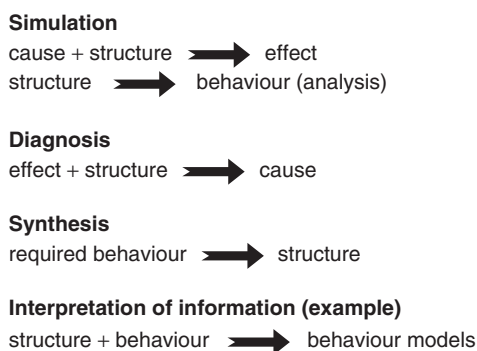 Simulation
cause + structure → effect
structure → behaviour (analysis)
Diagnosis
effect + structure → cause
Synthesis
required behaviour → structure
Interpretation of information (example)
structure + behaviour → behaviour models